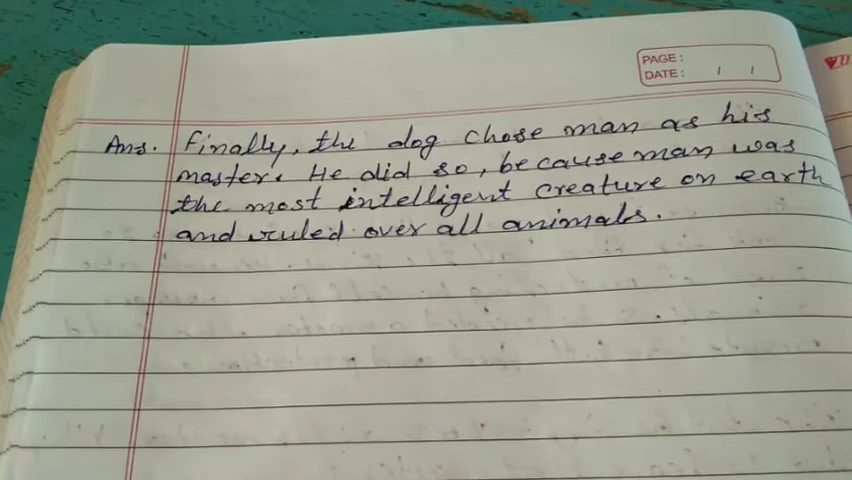 PAGE:
DATE: / /
Ans. Finally, the dog chose man as his
master. He did so, because man was
the most intelligent creature on earth
and ruled over all animals.